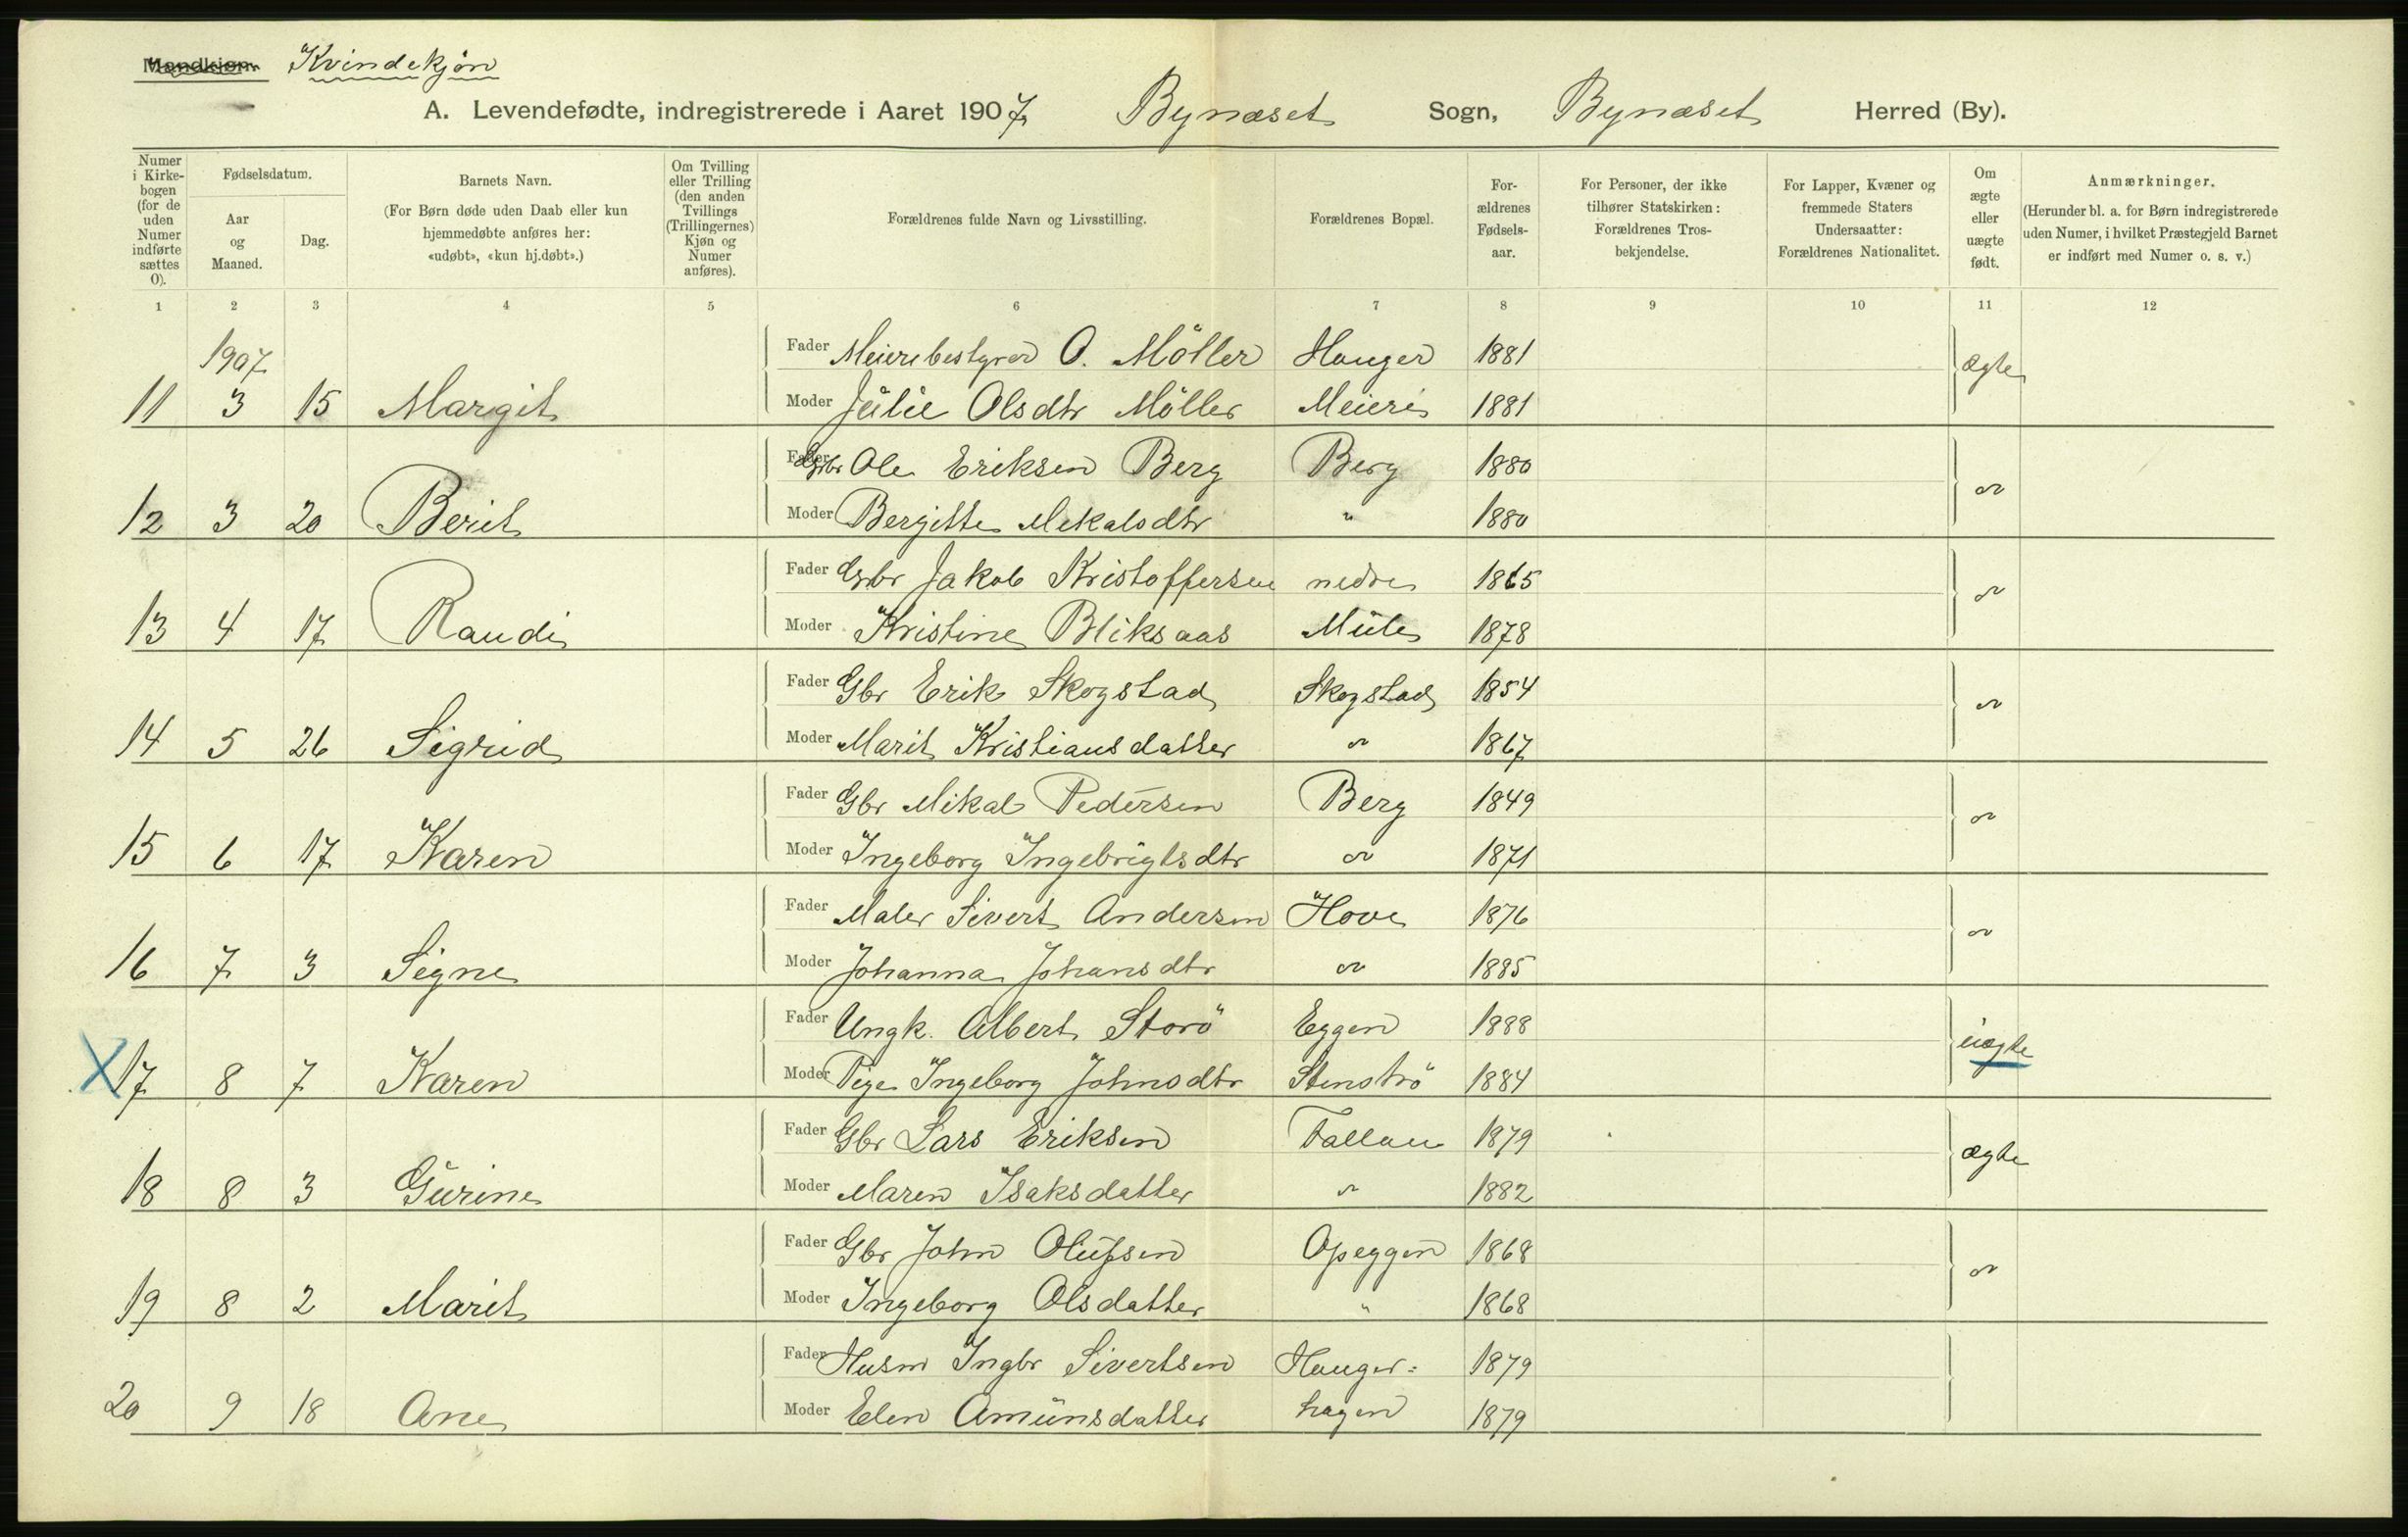 Mandkjøn. Kvindekjøn
A. Levendefødte, indregistrerede i Aaret 1907 Bynæset Sogn, Bynæset Herred (By).
Numer i Kirkebogen (for de uden Numer indførte sættes 0).
Fødselsdatum.
Aar og Maaned.
Dag.
Barnets Navn.
(For Børn døde uden Daab eller kun hjemmedøbte anføres her: «udøbt», «kun hj.døbt».)
Om Tvilling eller Trilling (den anden Tvillings (Trillingernes) Kjøn og Numer anføres).
Forældrenes fulde Navn og Livsstilling.
Forældrenes Bopæl.
Forældrenes Fødselsaar.
For Personer, der ikke tilhører Statskirken: Forældrenes Trosbekjendelse.
For Lapper, Kvæner og fremmede Staters Undersaatter: Forældrenes Nationalitet.
Om ægte eller uægte født.
Anmærkninger.
(Herunder bl. a. for Børn indregistrerede uden Numer, i hvilket Præstegjeld Barnet er indført med Numer o. s. v.)
1 2 3 4 5 6 7 8 9 10 11 12
1907
Fader Meieribestyrer O. Möller Hanger 1881 ægte
11 3 15 Margit Moder Julie Olsdtr Möller Meieri 1881
Fader Gbr Ole Eriksen Berg Berg 1880 "
12 3 20 Berit Moder Bergitte Mekalsdtr " 1880
Fader Gbr Jakob Kristoffersen nedre 1865 "
13 4 17 Randi Moder Kristine Bliksaas Mule 1878
Fader Gbr Erik Skogstad Skogstad 1854 "
14 5 26 Sigrid Moder Marit Kristiansdatter " 1867
Fader Gbr Mikal Pedersen Berg 1849 "
15 6 17 Karen Moder Ingeborg Ingebrigtsdtr " 1871
Fader Maler Sivert Andersen Hove 1876 "
16 7 3 Signe Moder Johanna Johansdtr " 1885
Fader Ungk. Albert Storö Eggen 1888 uægte
X 17 8 7 Karen Moder Pige Ingeborg Johnsdtr Stenströ 1884
Fader Gbr Lars Eriksen Fallan 1879 ægte
18 8 3 Gurine Moder Maren Isaksdatter " 1882
Fader Gbr John Olufsen Opeggen 1868 "
19 8 2 Marit Moder Ingeborg Olsdatter " 1868
Fader Husm Ingbr Sivertsen Hanger= 1879
20 9 18 Ane Moder Elen Amunsdatter hagen 1879